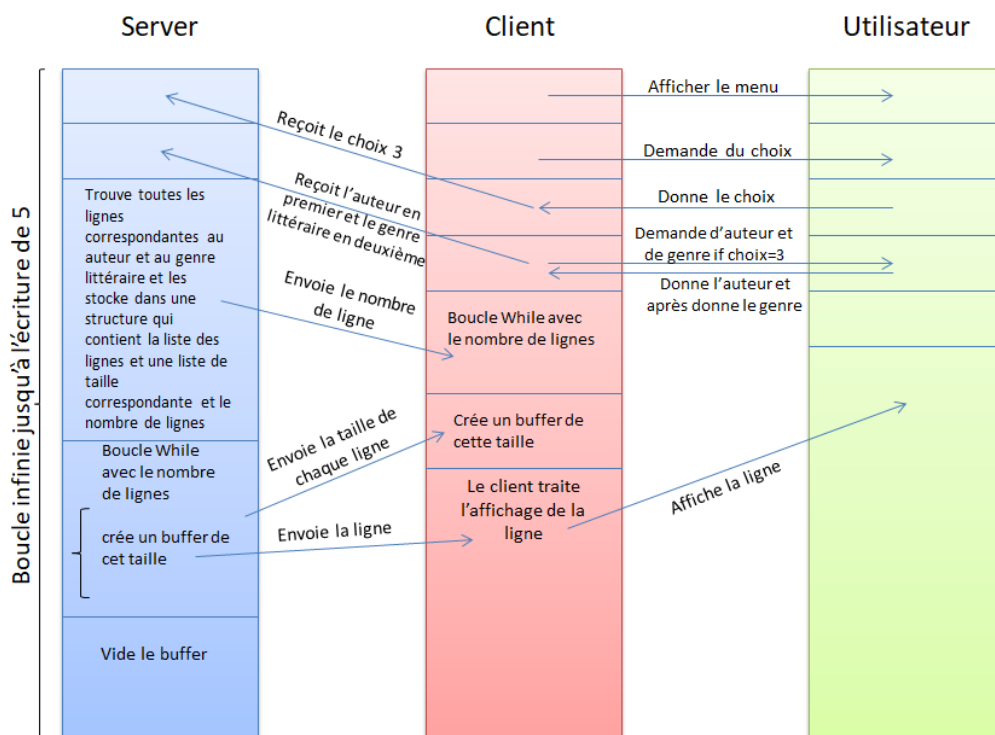 Server
Client
Utilisateur
Boucle infinie jusqu'à l'écriture de 5
Afficher le menu
Reçoit le choix 3
Demande du choix
Reçoit l'auteur en
premier et le genre
littéraire en deuxième
Donne le choix
Trouve toutes les
lignes
correspondantes au
auteur et au genre
littéraire et les
stocke dans une
structure qui
contient la liste des
lignes et une liste de
taille
correspondante et le
nombre de lignes
Demande d'auteur et
de genre if choix=3
Donne l'auteur et
après donne le genre
Envoie le nombre
de ligne
Boucle While avec
le nombre de lignes
Envoie la taille de
chaque ligne
Crée un buffer de
cette taille
Boucle While
avec le nombre
de lignes
crée un buffer de
cet taille
Envoie la ligne
Le client traite
l'affichage de la
ligne
Affiche la ligne
Vide le buffer